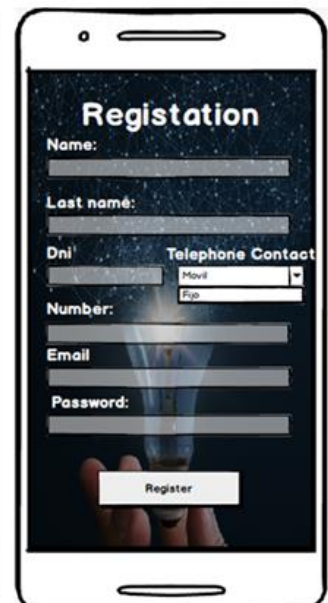 Registation
Name:
Last name:
Dni
Telephone Contact
Movil
Fijo
Number:
Email
Password:
Register